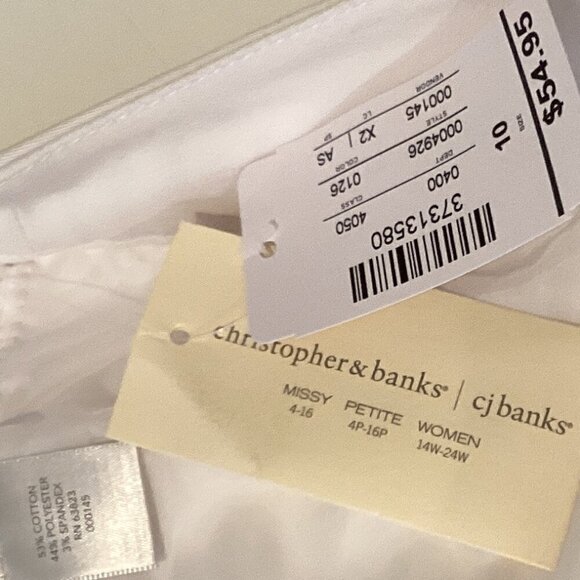 37313580
0400 4050
DEPT CLASS
0004926 0126
STYLE COLOR
000145 X2 | AS
VENDOR LC SP
10
SIZE
$54.95
christopher & banks® | cj banks®
MISSY PETITE WOMEN
4-16 4P-16P 14W-24W
53% COTTON
44% POLYESTER
3% SPANDEX
RN 63823
000145